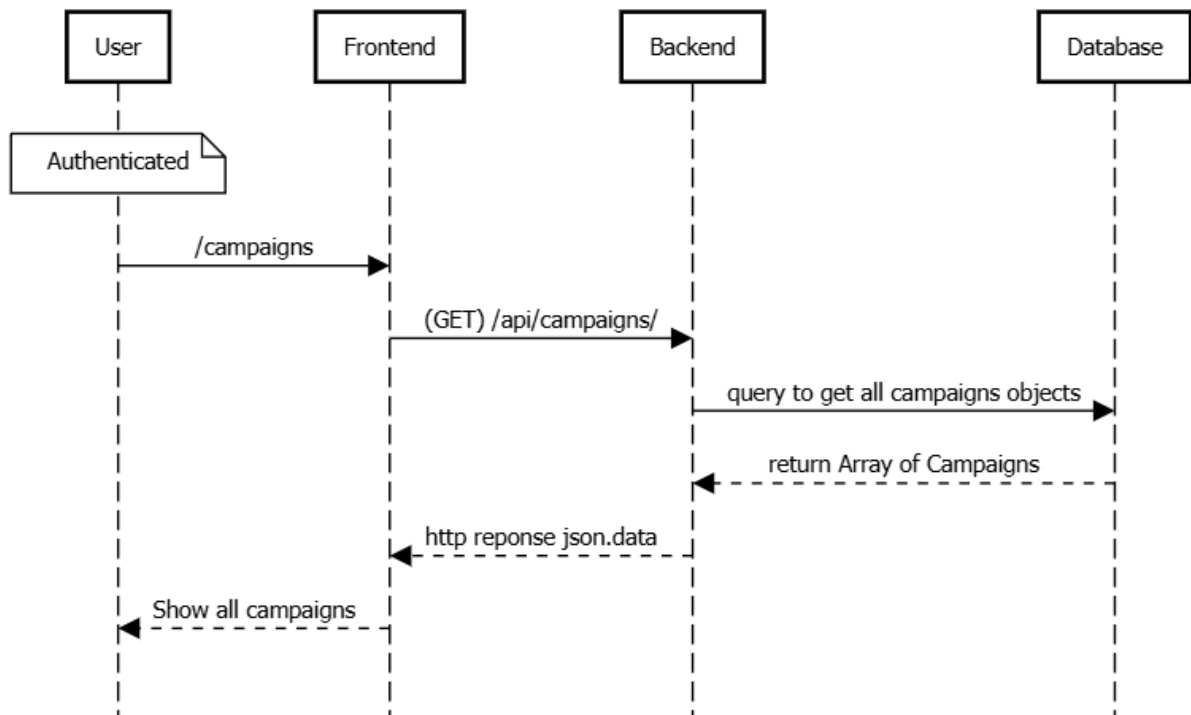 User
Frontend
Backend
Database
Authenticated
/campaigns
(GET) /api/campaigns/
query to get all campaigns objects
return Array of Campaigns
http reponse json.data
Show all campaigns